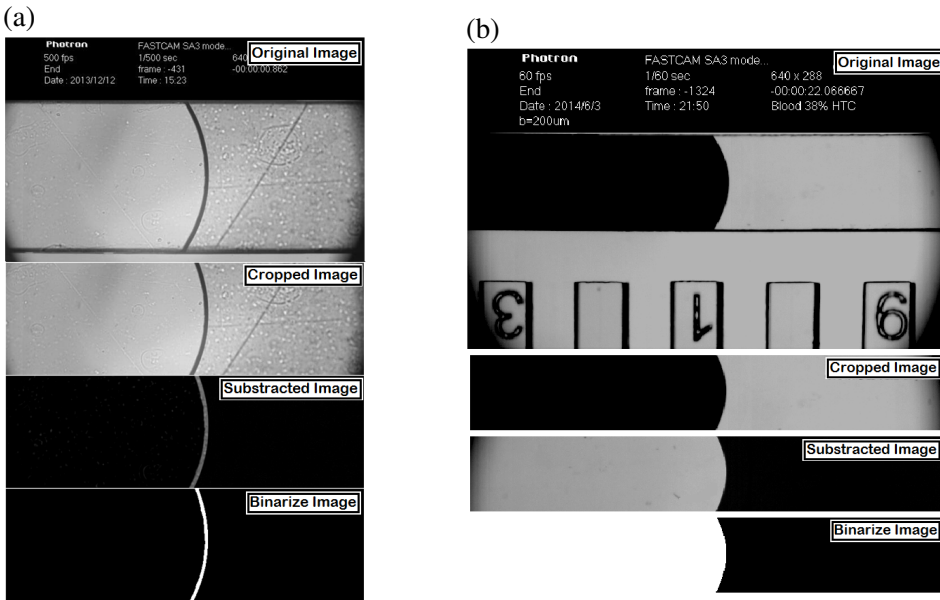 (a)
Photron FASTCAM SA3 mode... Original Image
500 fps 1/500 sec 640
End frame : -431 -00:00:00.862
Date : 2013/12/12 Time : 15:23
Cropped Image
Substracted Image
Binarize Image
(b)
Photron FASTCAM SA3 mode... Original Image
60 fps 1/60 sec 640 x 288
End frame : -1324 -00:00:22.066667
Date : 2014/6/3 Time : 21:50 Blood 38% HTC
b=200um
3 1 9
Cropped Image
Substracted Image
Binarize Image